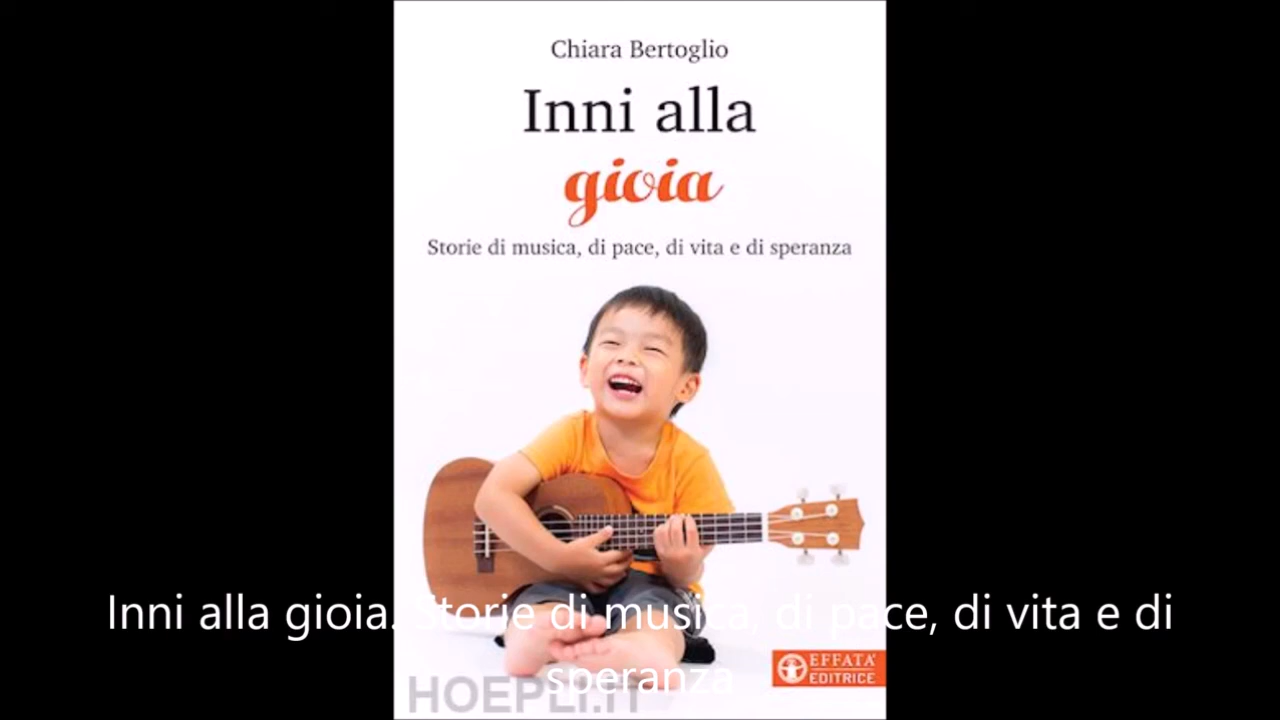 Chiara Bertoglio
Inni alla
gioia
Storie di musica, di pace, di vita e di speranza
Inni alla gioia. Storie di musica, di pace, di vita e di
speranza
EFFATA'
EDITRICE
HOEPLI.IT